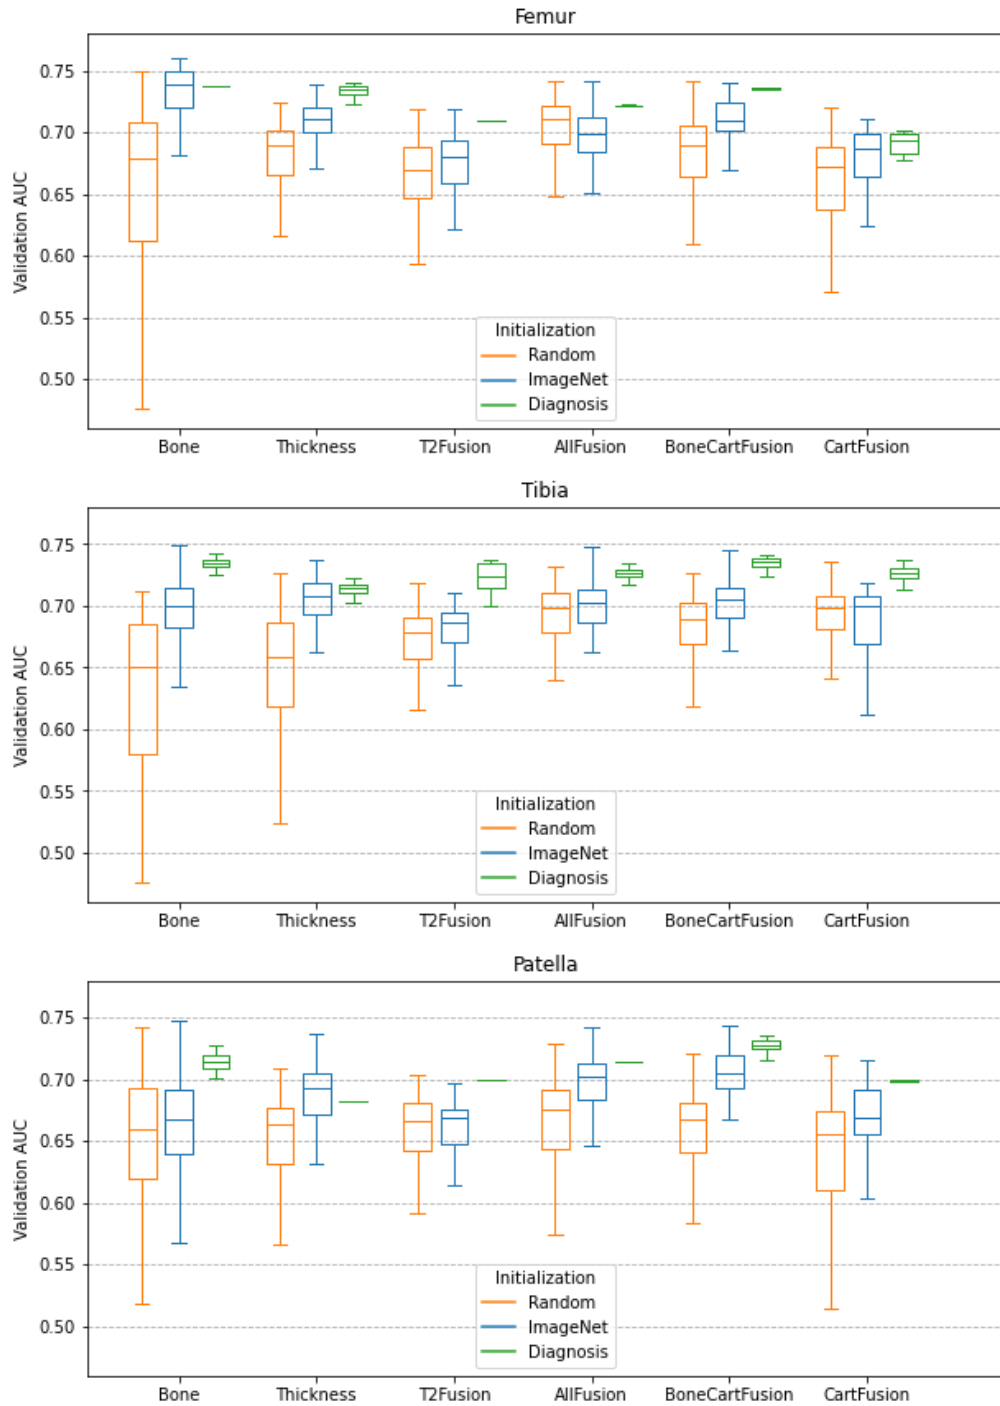 Femur
Validation AUC
0.75
0.70
0.65
0.60
0.55
0.50
Initialization
Random
ImageNet
Diagnosis
Bone Thickness T2Fusion AllFusion BoneCartFusion CartFusion
Tibia
Validation AUC
0.75
0.70
0.65
0.60
0.55
0.50
Initialization
Random
ImageNet
Diagnosis
Bone Thickness T2Fusion AllFusion BoneCartFusion CartFusion
Patella
Validation AUC
0.75
0.70
0.65
0.60
0.55
0.50
Initialization
Random
ImageNet
Diagnosis
Bone Thickness T2Fusion AllFusion BoneCartFusion CartFusion